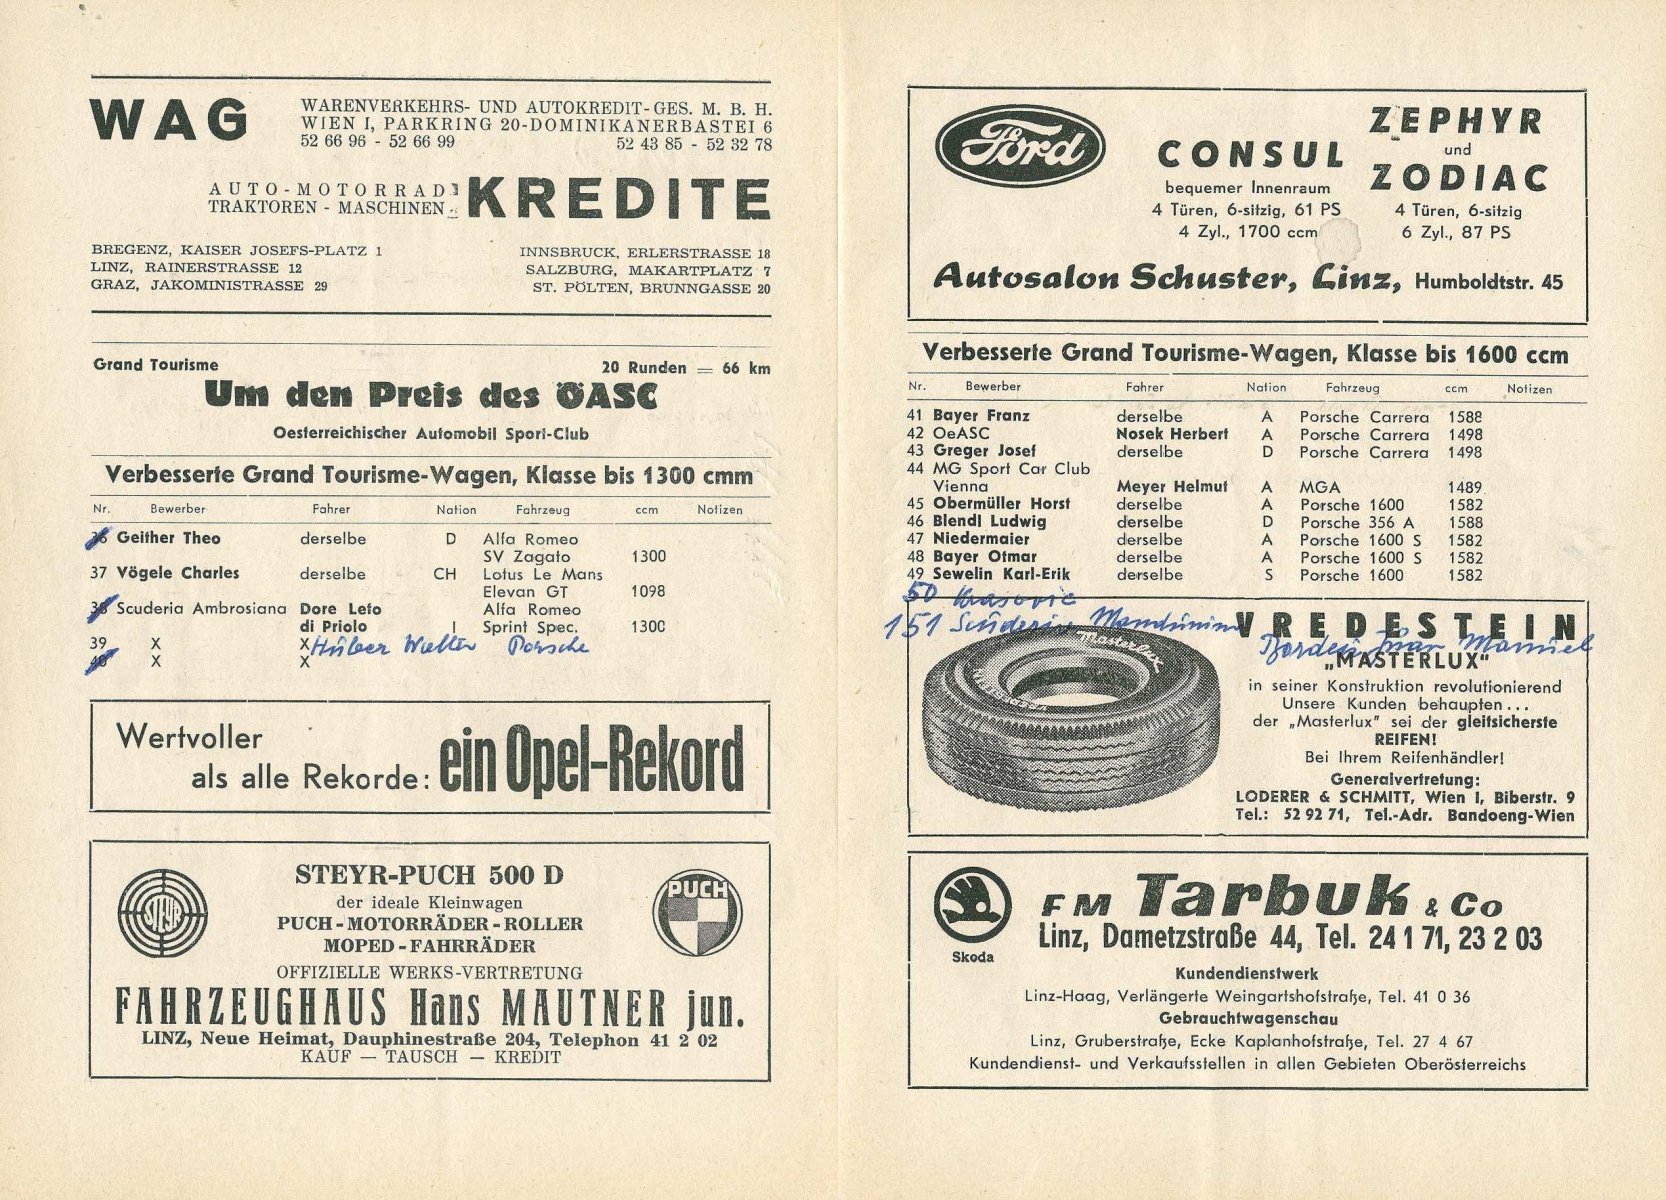 WAG
WARENVERKEHRS- UND AUTOKREDIT-GES. M. B. H.
WIEN I, PARKRING 20-DOMINIKANERBASTEI 6
52 66 96 - 52 66 99 52 43 85 - 52 32 78
AUTO-MOTORRAD
TRAKTOREN - MASCHINEN
KREDITE
BREGENZ, KAISER JOSEFS-PLATZ 1 INNSBRUCK, ERLERSTRASSE 18
LINZ, RAINERSTRASSE 12 SALZBURG, MAKARTPLATZ 7
GRAZ, JAKOMINISTRASSE 29 ST. PÖLTEN, BRUNNGASSE 20
Grand Tourisme 20 Runden = 66 km
Um den Preis des ÖASC
Oesterreichischer Automobil Sport-Club
Verbesserte Grand Tourisme-Wagen, Klasse bis 1300 cmm
Nr. Bewerber Fahrer Nation Fahrzeug ccm Notizen
36 Geither Theo derselbe D Alfa Romeo
SV Zagato 1300
37 Vögele Charles derselbe CH Lotus Le Mans
Elevan GT 1098
38 Scuderia Ambrosiana Dore Leto Alfa Romeo
di Priolo I Sprint Spec. 1300
39 X X Huber Walter Porsche
40 X X
Wertvoller
als alle Rekorde: ein Opel-Rekord
STEYR
PUCH
STEYR-PUCH 500 D
der ideale Kleinwagen
PUCH-MOTORRÄDER-ROLLER
MOPED-FAHRRÄDER
OFFIZIELLE WERKS-VERTRETUNG
FAHRZEUGHAUS Hans MAUTNER jun.
LINZ, Neue Heimat, Dauphinestraße 204, Telephon 41 2 02
KAUF — TAUSCH — KREDIT
Ford
CONSUL
bequemer Innenraum
4 Türen, 6-sitzig, 61 PS
4 Zyl., 1700 ccm
ZEPHYR
und
ZODIAC
4 Türen, 6-sitzig
6 Zyl., 87 PS
Autosalon Schuster, Linz, Humboldtstr. 45
Verbesserte Grand Tourisme-Wagen, Klasse bis 1600 ccm
Nr. Bewerber Fahrer Nation Fahrzeug ccm Notizen
41 Bayer Franz derselbe A Porsche Carrera 1588
42 OeASC Nosek Herbert A Porsche Carrera 1498
43 Greger Josef derselbe D Porsche Carrera 1498
44 MG Sport Car Club
Vienna Meyer Helmut A MGA 1489
45 Obermüller Horst derselbe A Porsche 1600 1582
46 Blendl Ludwig derselbe D Porsche 356 A 1588
47 Niedermaier derselbe A Porsche 1600 S 1582
48 Bayer Otmar derselbe A Porsche 1600 S 1582
49 Sewelin Karl-Erik derselbe S Porsche 1600 1582
50
151 Juan Manuel
Masterlux
VREDESTEIN
„MASTERLUX“
in seiner Konstruktion revolutionierend
Unsere Kunden behaupten...
der „Masterlux" sei der gleitsicherste
REIFEN!
Bei Ihrem Reifenhändler!
Generalvertretung:
LODERER & SCHMITT, Wien I, Biberstr. 9
Tel.: 52 92 71, Tel.-Adr. Bandoeng-Wien
Skoda
FM Tarbuk & Co
Linz, Dametzstraße 44, Tel. 24 1 71, 23 2 03
Kundendienstwerk
Linz-Haag, Verlängerte Weingartshofstraße, Tel. 41 0 36
Gebrauchtwagenschau
Linz, Gruberstraße, Ecke Kaplanhofstraße, Tel. 27 4 67
Kundendienst- und Verkaufsstellen in allen Gebieten Oberösterreichs